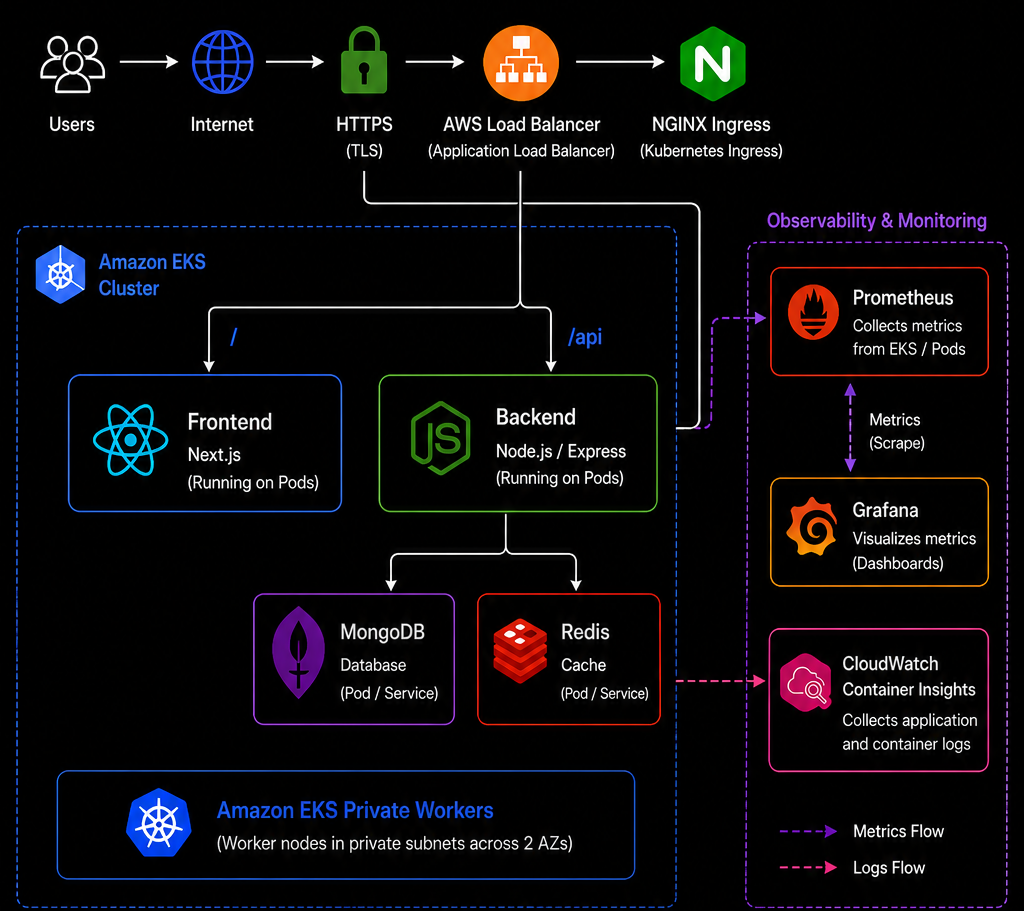 Users
Internet
HTTPS
(TLS)
AWS Load Balancer
(Application Load Balancer)
NGINX Ingress
(Kubernetes Ingress)
Amazon EKS
Cluster
/
/api
Frontend
Next.js
(Running on Pods)
JS
Backend
Node.js / Express
(Running on Pods)
MongoDB
Database
(Pod / Service)
Redis
Cache
(Pod / Service)
Amazon EKS Private Workers
(Worker nodes in private subnets across 2 AZs)
Observability & Monitoring
Prometheus
Collects metrics
from EKS / Pods
Metrics
(Scrape)
Grafana
Visualizes metrics
(Dashboards)
CloudWatch
Container Insights
Collects application
and container logs
Metrics Flow
Logs Flow